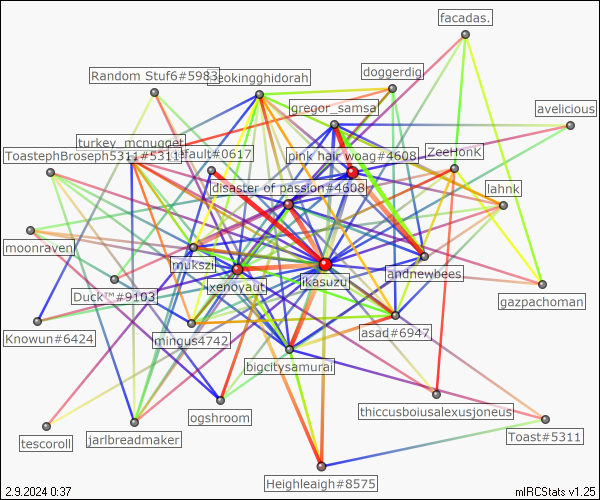 facadas.
Random Stuf6#5983
eokingghidorah
doggerdig
gregor_samsa
avelicious
turkey_mcnugget
ToastephBroseph5311#5311
efault#0617
pink hair woag#4608
ZeeHonK
disaster of passion#4608
lahnk
moonraven
mukszi
xenoyaut
ikasuzu
andnewbees
Duck™#9103
gazpachoman
Knowun#6424
mingus4742
asad#6947
bigcitysamurai
ogshroom
thiccusboiusalexusjoneus
tescoroll
jarlbreadmaker
Toast#5311
Heighleaigh#8575
2.9.2024 0:37
mIRCStats v1.25